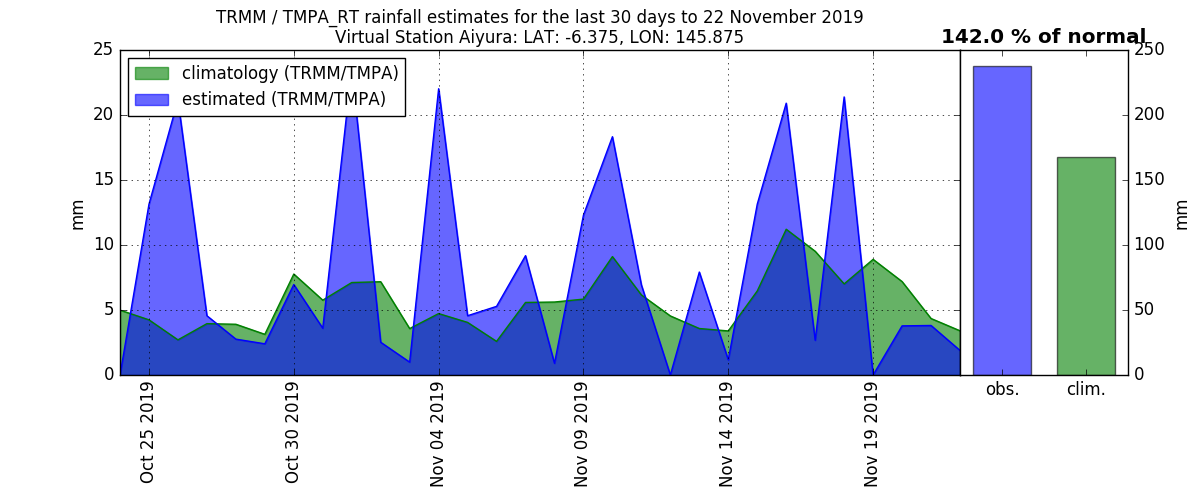 TRMM / TMPA_RT rainfall estimates for the last 30 days to 22 November 2019
Virtual Station Aiyura: LAT: -6.375, LON: 145.875
142.0 % of normal
climatology (TRMM/TMPA)
estimated (TRMM/TMPA)
25
20
15
10
5
0
mm
Oct 25 2019
Oct 30 2019
Nov 04 2019
Nov 09 2019
Nov 14 2019
Nov 19 2019
250
200
150
100
50
0
mm
obs.
clim.